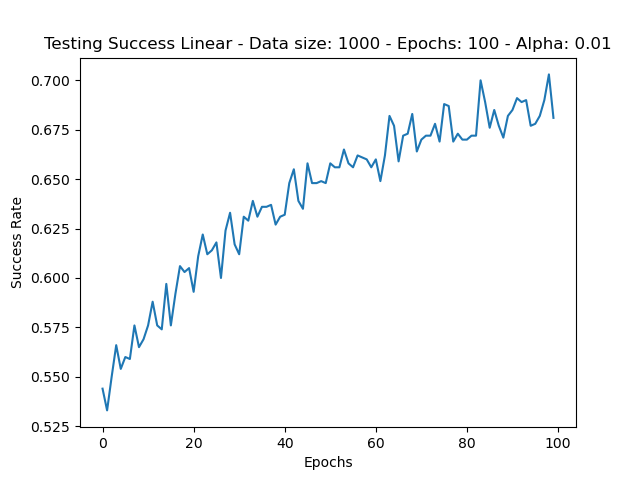 Testing Success Linear - Data size: 1000 - Epochs: 100 - Alpha: 0.01
0.700
0.675
0.650
0.625
0.600
0.575
0.550
0.525
Success Rate
0 20 40 60 80 100
Epochs